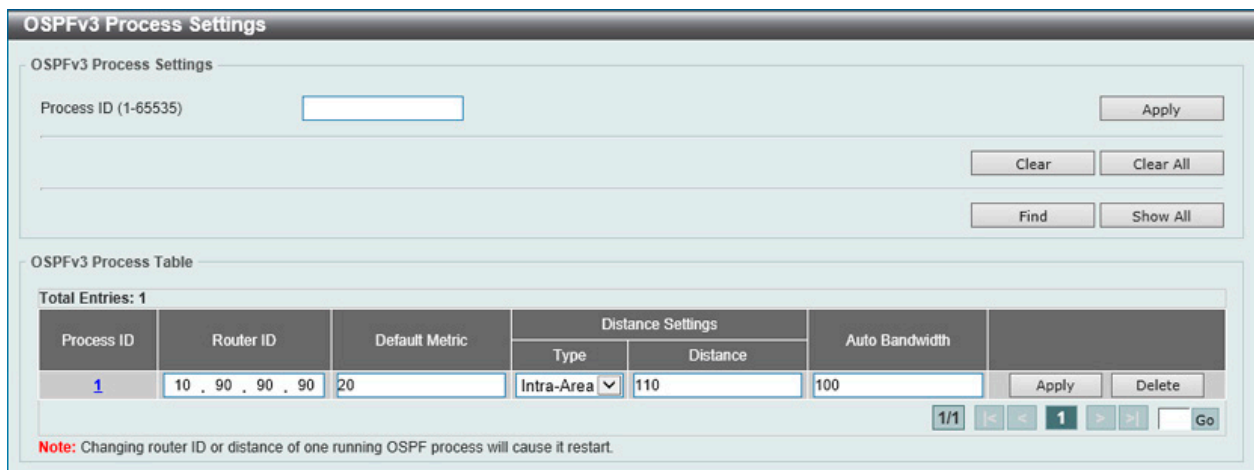 OSPFv3 Process Settings
OSPFv3 Process Settings
Process ID (1-65535)
Apply
Clear Clear All
Find Show All
OSPFv3 Process Table
Total Entries: 1
Process ID Router ID Default Metric Distance Settings Auto Bandwidth
Type Distance
1 10 . 90 . 90 . 90 20 Intra-Area 110 100 Apply Delete
1/1 |< < 1 > >| Go
Note: Changing router ID or distance of one running OSPF process will cause it restart.